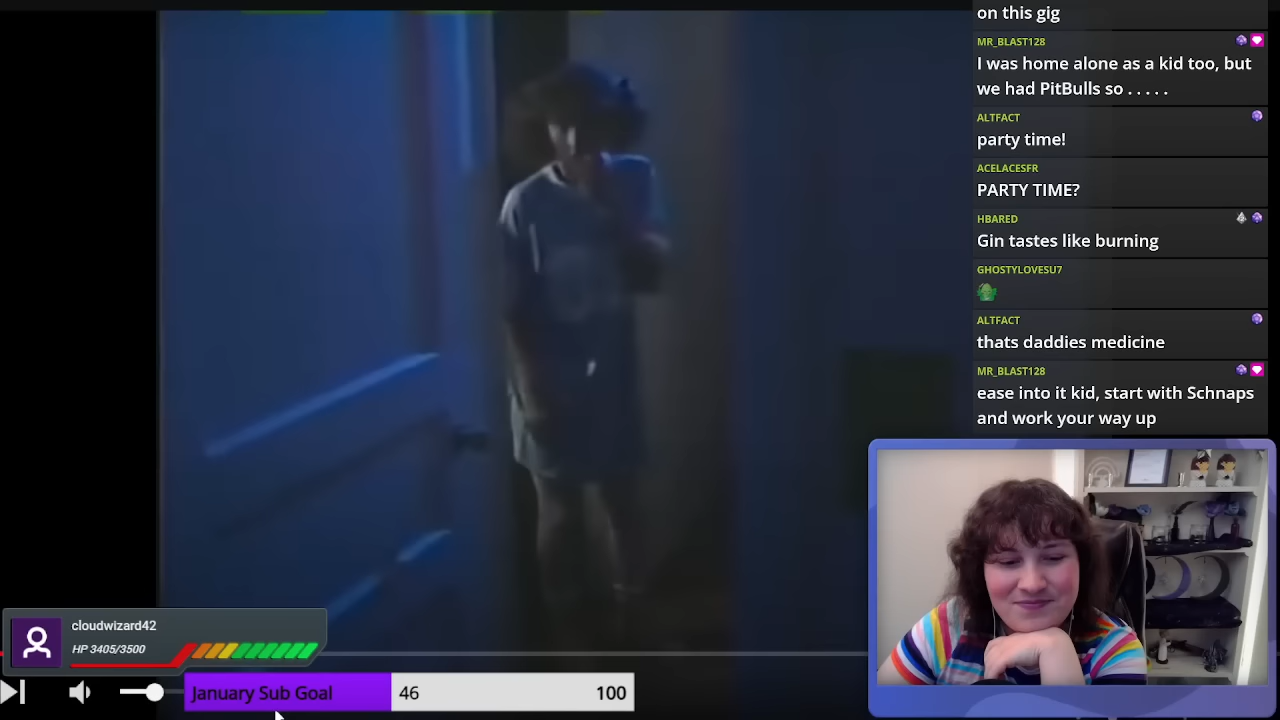 on this gig
MR_BLAST128
I was home alone as a kid too, but
we had PitBulls so . . . . .
ALTFACT
party time!
ACELACESFR
PARTY TIME?
HBARED
Gin tastes like burning
GHOSTYLOVESU7
ALTFACT
thats daddies medicine
MR_BLAST128
ease into it kid, start with Schnaps
and work your way up
cloudwizard42
HP 3405/3500
January Sub Goal 46 100